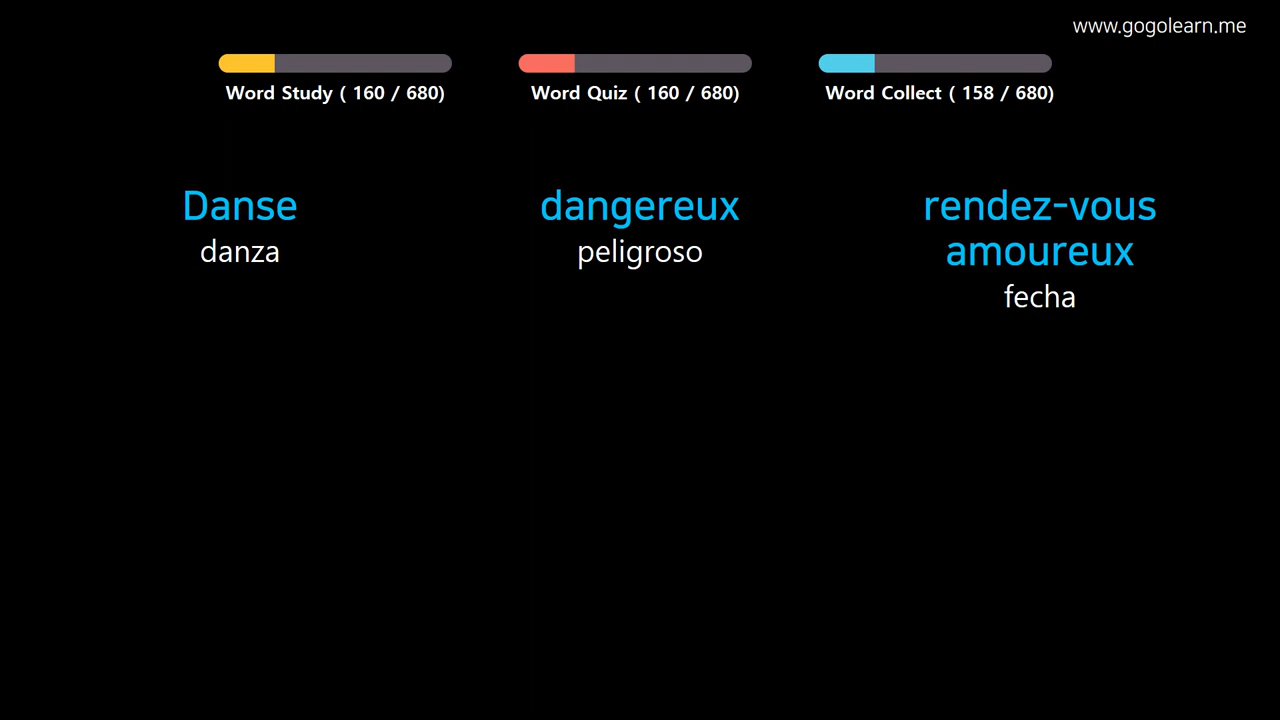 www.gogolearn.me
Word Study ( 160 / 680)
Word Quiz ( 160 / 680)
Word Collect ( 158 / 680)
Danse
danza
dangereux
peligroso
rendez-vous
amoureux
fecha